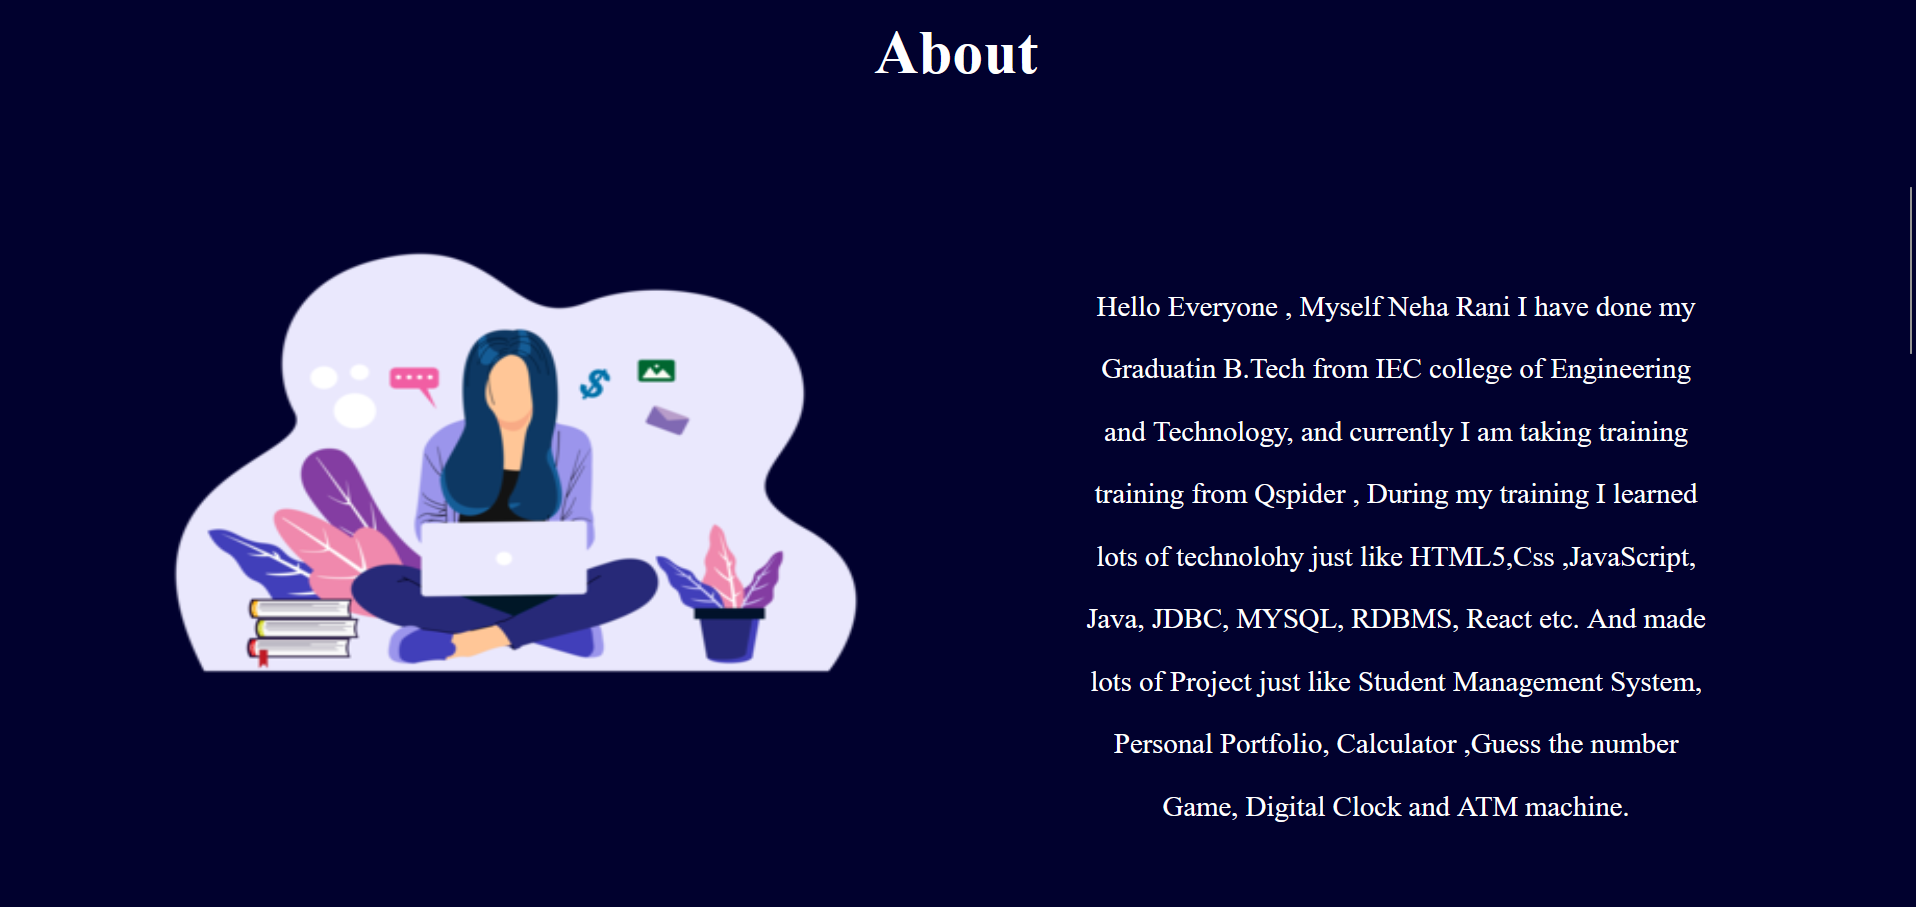 About
Hello Everyone , Myself Neha Rani I have done my
Graduatin B.Tech from IEC college of Engineering
and Technology, and currently I am taking training
training from Qspider , During my training I learned
lots of technolohy just like HTML5,Css ,JavaScript,
Java, JDBC, MYSQL, RDBMS, React etc. And made
lots of Project just like Student Management System,
Personal Portfolio, Calculator ,Guess the number
Game, Digital Clock and ATM machine.